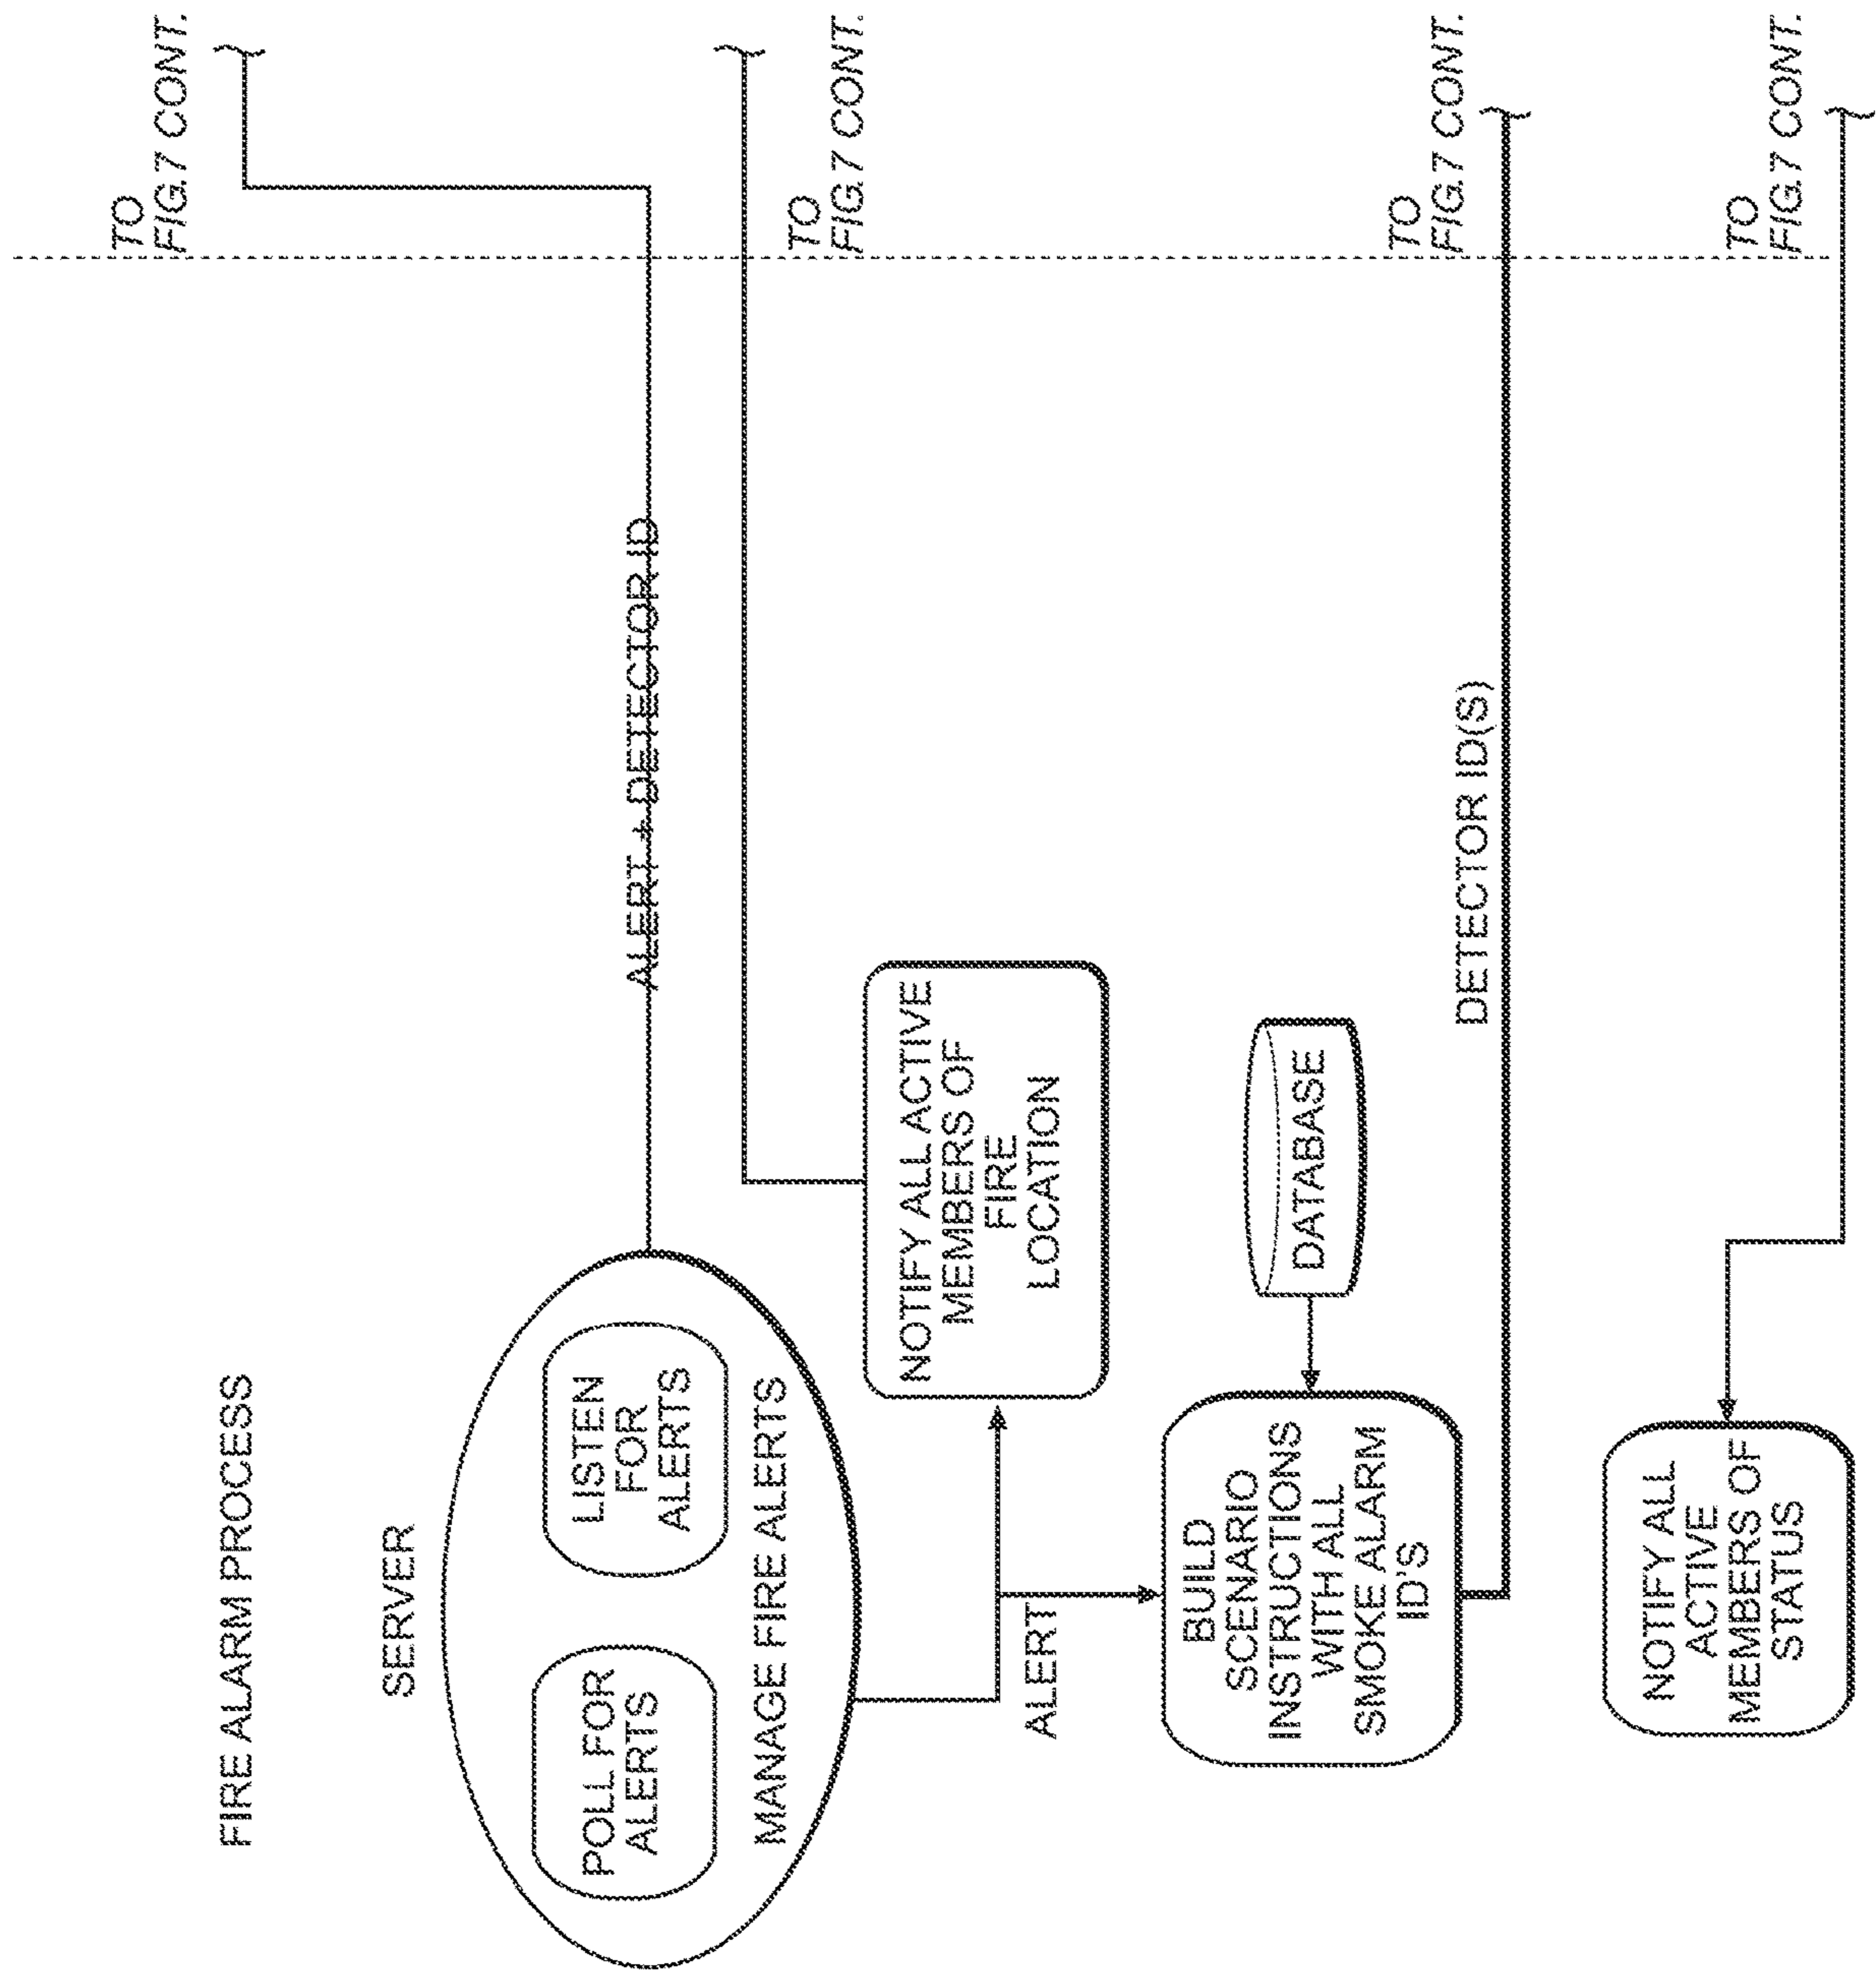 FIRE ALARM PROCESS
SERVER
POLL FOR
ALERTS
LISTEN
FOR
ALERTS
MANAGE FIRE ALERTS
ALERT + DETECTOR ID
TO
FIG.7 CONT.
NOTIFY ALL ACTIVE
MEMBERS OF
FIRE
LOCATION
TO
FIG.7 CONT.
ALERT
BUILD
SCENARIO
INSTRUCTIONS
WITH ALL
SMOKE ALARM
ID'S
DATABASE
DETECTOR ID(S)
TO
FIG.7 CONT.
NOTIFY ALL
ACTIVE
MEMBERS OF
STATUS
TO
FIG.7 CONT.